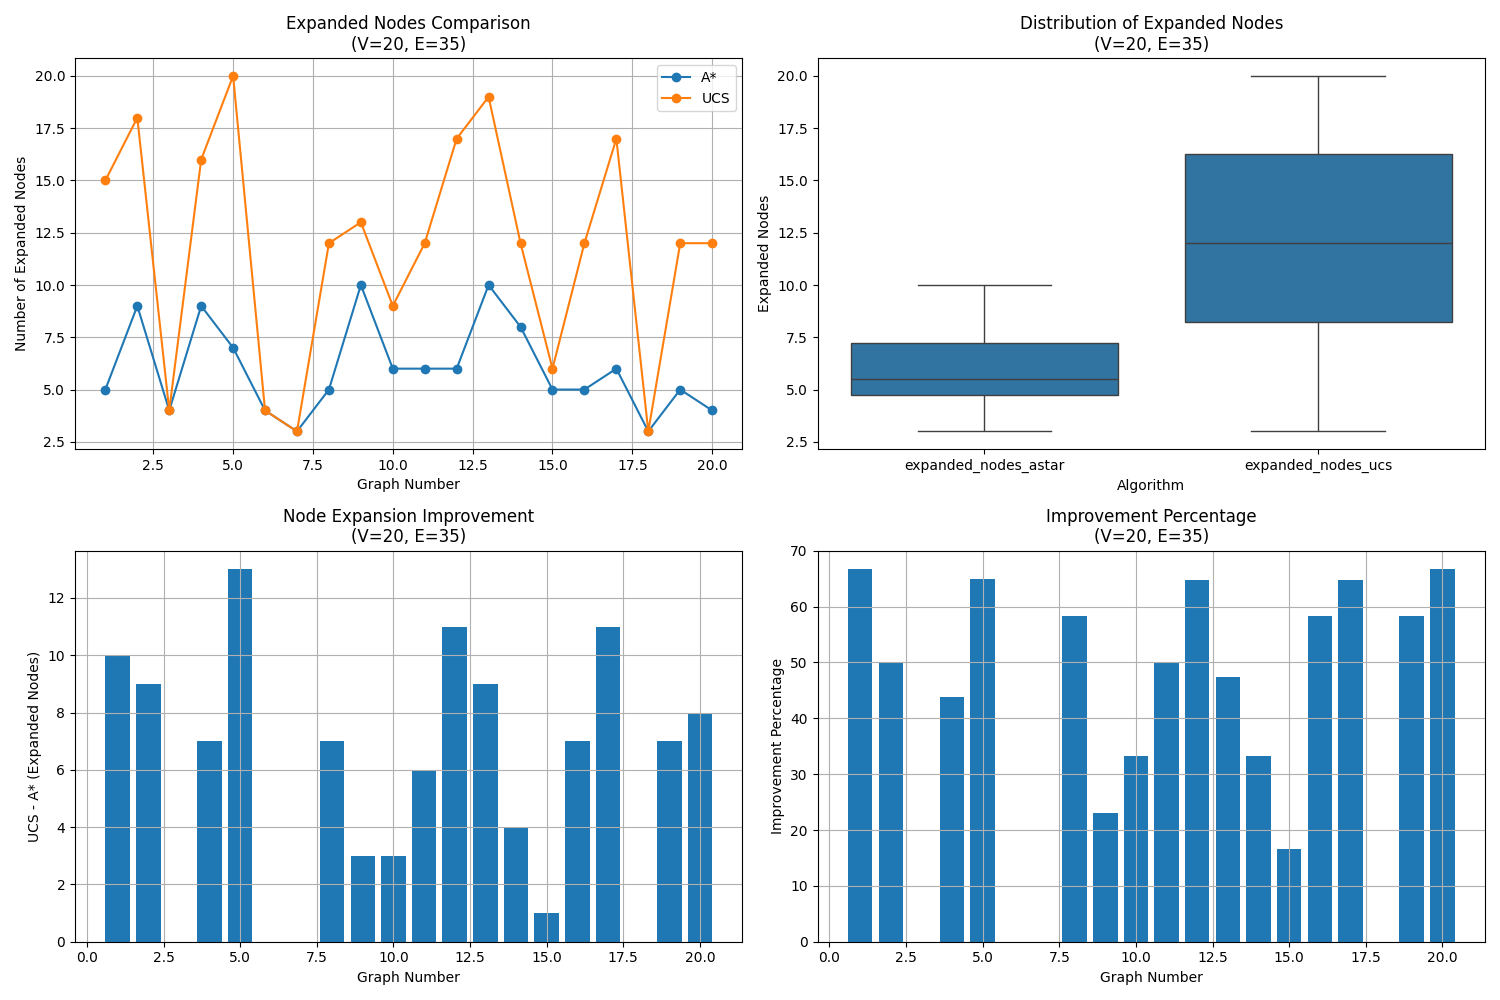 Expanded Nodes Comparison
(V=20, E=35)
Number of Expanded Nodes
20.0
17.5
15.0
12.5
10.0
7.5
5.0
2.5
A*
UCS
2.5 5.0 7.5 10.0 12.5 15.0 17.5 20.0
Graph Number
Distribution of Expanded Nodes
(V=20, E=35)
Expanded Nodes
20.0
17.5
15.0
12.5
10.0
7.5
5.0
2.5
expanded_nodes_astar expanded_nodes_ucs
Algorithm
Node Expansion Improvement
(V=20, E=35)
UCS - A* (Expanded Nodes)
12
10
8
6
4
2
0
0.0 2.5 5.0 7.5 10.0 12.5 15.0 17.5 20.0
Graph Number
Improvement Percentage
(V=20, E=35)
Improvement Percentage
70
60
50
40
30
20
10
0
0.0 2.5 5.0 7.5 10.0 12.5 15.0 17.5 20.0
Graph Number